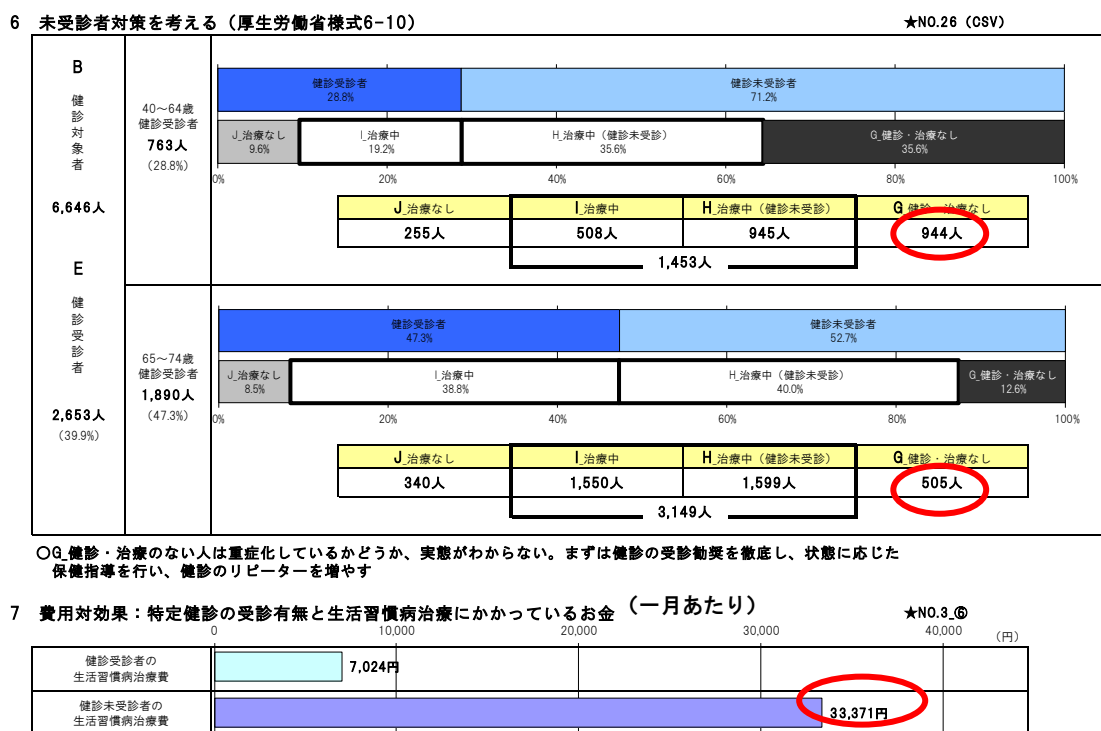 6 未受診者対策を考える（厚生労働省様式6-10）
★NO.26（CSV）
B
健診対象者
6,646人
E
健診受診者
2,653人
(39.9%)
40～64歳
健診受診者
763人
(28.8%)
健診受診者
28.8%
健診未受診者
71.2%
J_治療なし
9.6%
I_治療中
19.2%
H_治療中（健診未受診）
35.6%
G_健診・治療なし
35.6%
0% 20% 40% 60% 80% 100%
J_治療なし I_治療中 H_治療中（健診未受診） G_健診・治療なし
255人 508人 945人 944人
1,453人
65～74歳
健診受診者
1,890人
(47.3%)
健診受診者
47.3%
健診未受診者
52.7%
J_治療なし
8.5%
I_治療中
38.8%
H_治療中（健診未受診）
40.0%
G_健診・治療なし
12.6%
0% 20% 40% 60% 80% 100%
J_治療なし I_治療中 H_治療中（健診未受診） G_健診・治療なし
340人 1,550人 1,599人 505人
3,149人
○G_健診・治療のない人は重症化しているかどうか、実態がわからない。まずは健診の受診勧奨を徹底し、状態に応じた
保健指導を行い、健診のリピーターを増やす
7 費用対効果：特定健診の受診有無と生活習慣病治療にかかっているお金（一月あたり）
★NO.3_⑥
0 10,000 20,000 30,000 40,000 （円）
健診受診者の
生活習慣病治療費
7,024円
健診未受診者の
生活習慣病治療費
33,371円